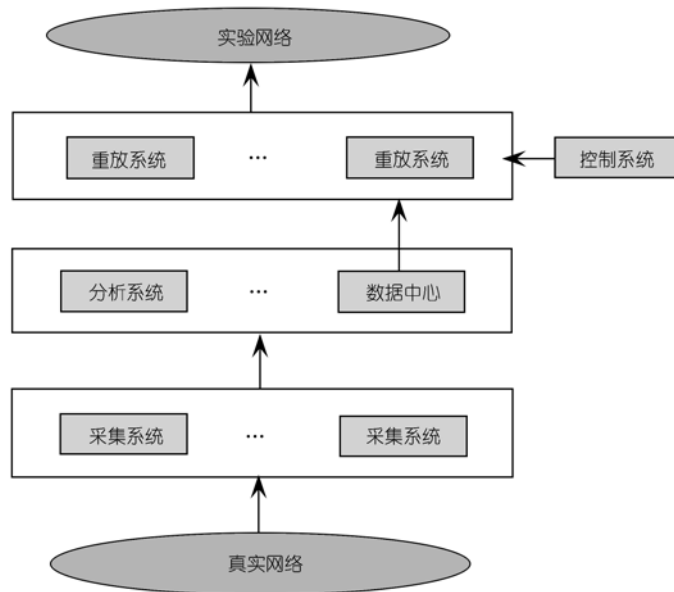 实验网络
重放系统 … 重放系统 控制系统
分析系统 … 数据中心
采集系统 … 采集系统
真实网络